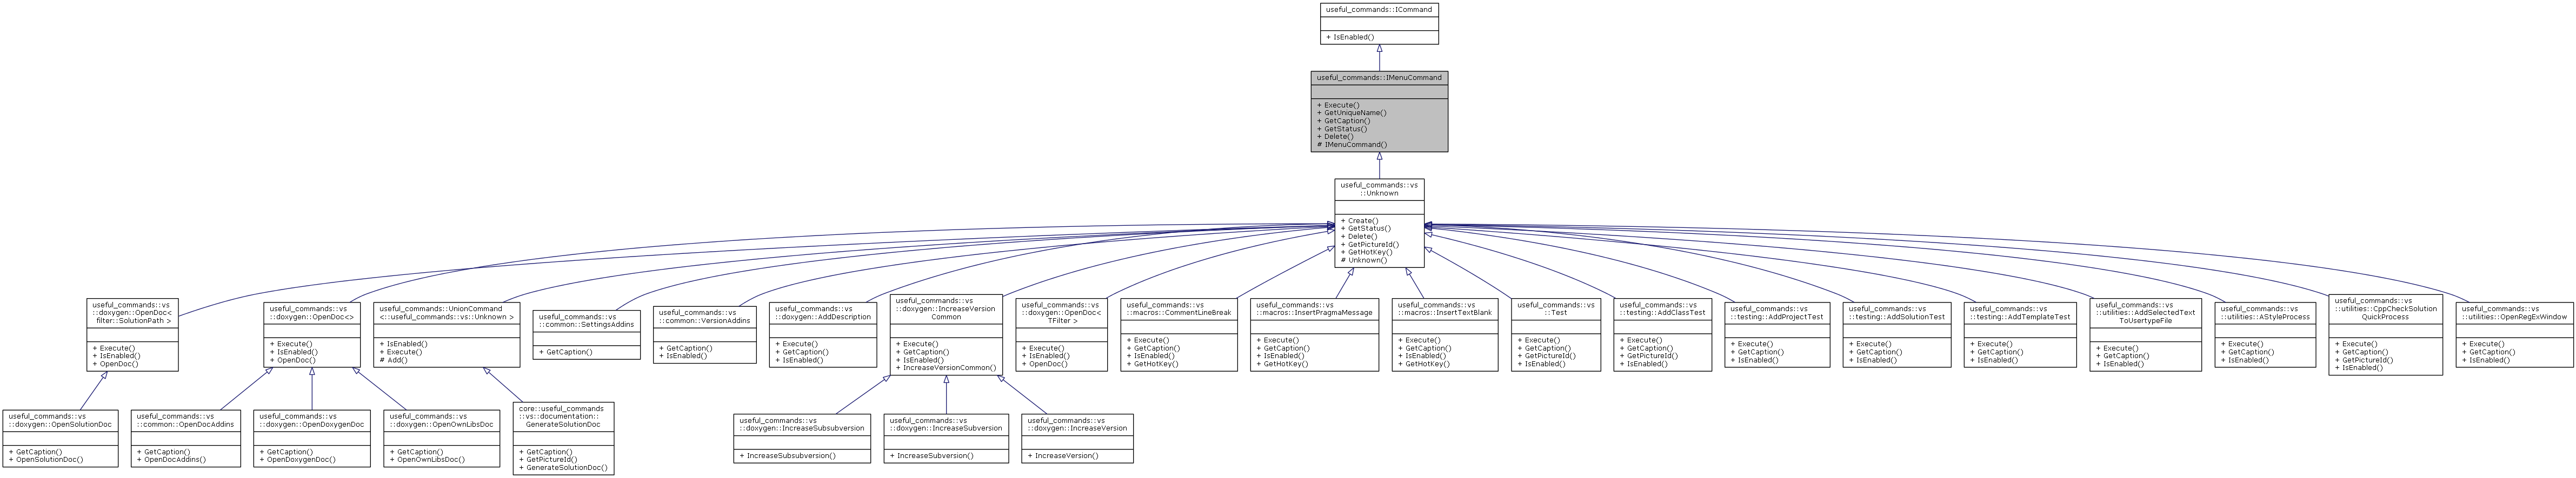 useful_commands::ICommand
+ IsEnabled()
useful_commands::IMenuCommand
+ Execute()
+ GetUniqueName()
+ GetCaption()
+ GetStatus()
+ Delete()
# IMenuCommand()
useful_commands::vs
::Unknown
+ Create()
+ GetStatus()
+ Delete()
+ GetPictureId()
+ GetHotKey()
# Unknown()
useful_commands::vs
::doxygen::OpenDoc<
filter::SolutionPath >
+ Execute()
+ IsEnabled()
+ OpenDoc()
useful_commands::vs
::doxygen::OpenDoc<>
+ Execute()
+ IsEnabled()
+ OpenDoc()
useful_commands::UnionCommand
<::useful_commands::vs::Unknown >
+ IsEnabled()
+ Execute()
# Add()
useful_commands::vs
::common::SettingsAddins
+ GetCaption()
useful_commands::vs
::common::VersionAddins
+ GetCaption()
+ IsEnabled()
useful_commands::vs
::doxygen::AddDescription
+ Execute()
+ GetCaption()
+ IsEnabled()
useful_commands::vs
::doxygen::IncreaseVersion
Common
+ Execute()
+ GetCaption()
+ IsEnabled()
+ IncreaseVersionCommon()
useful_commands::vs
::doxygen::OpenDoc<
TFilter >
+ Execute()
+ IsEnabled()
+ OpenDoc()
useful_commands::vs
::macros::CommentLineBreak
+ Execute()
+ GetCaption()
+ IsEnabled()
+ GetHotKey()
useful_commands::vs
::macros::InsertPragmaMessage
+ Execute()
+ GetCaption()
+ IsEnabled()
+ GetHotKey()
useful_commands::vs
::macros::InsertTextBlank
+ Execute()
+ GetCaption()
+ IsEnabled()
+ GetHotKey()
useful_commands::vs
::Test
+ Execute()
+ GetCaption()
+ GetPictureId()
+ IsEnabled()
useful_commands::vs
::testing::AddClassTest
+ Execute()
+ GetCaption()
+ GetPictureId()
+ IsEnabled()
useful_commands::vs
::testing::AddProjectTest
+ Execute()
+ GetCaption()
+ IsEnabled()
useful_commands::vs
::testing::AddSolutionTest
+ Execute()
+ GetCaption()
+ IsEnabled()
useful_commands::vs
::testing::AddTemplateTest
+ Execute()
+ GetCaption()
+ IsEnabled()
useful_commands::vs
::utilities::AddSelectedText
ToUsertypeFile
+ Execute()
+ GetCaption()
+ IsEnabled()
useful_commands::vs
::utilities::AStyleProcess
+ Execute()
+ GetCaption()
+ IsEnabled()
useful_commands::vs
::utilities::CppCheckSolution
QuickProcess
+ Execute()
+ GetCaption()
+ GetPictureId()
+ IsEnabled()
useful_commands::vs
::utilities::OpenRegExWindow
+ Execute()
+ GetCaption()
+ IsEnabled()
useful_commands::vs
::doxygen::OpenSolutionDoc
+ GetCaption()
+ OpenSolutionDoc()
useful_commands::vs
::common::OpenDocAddins
+ GetCaption()
+ OpenDocAddins()
useful_commands::vs
::doxygen::OpenDoxygenDoc
+ GetCaption()
+ OpenDoxygenDoc()
useful_commands::vs
::doxygen::OpenOwnLibsDoc
+ GetCaption()
+ OpenOwnLibsDoc()
core::useful_commands
::vs::documentation::
GenerateSolutionDoc
+ GetCaption()
+ GetPictureId()
+ GenerateSolutionDoc()
useful_commands::vs
::doxygen::IncreaseSubsubversion
+ IncreaseSubsubversion()
useful_commands::vs
::doxygen::IncreaseSubversion
+ IncreaseSubversion()
useful_commands::vs
::doxygen::IncreaseVersion
+ IncreaseVersion()